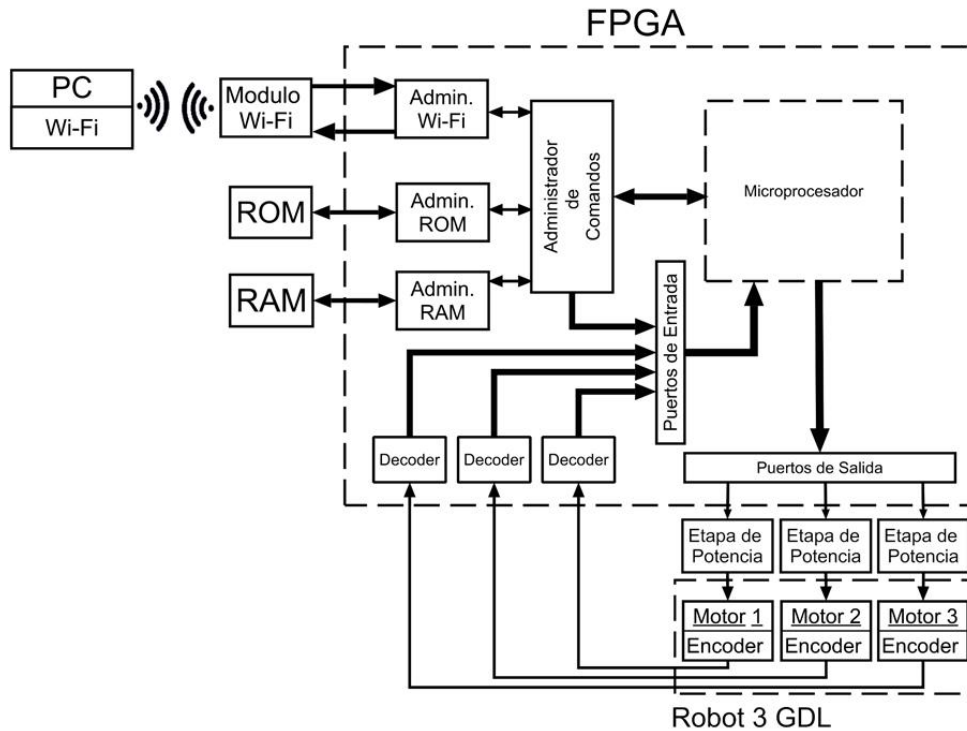 FPGA
PC
Wi-Fi
Modulo
Wi-Fi
Admin.
Wi-Fi
Administrador
de
Comandos
Microprocesador
ROM
Admin.
ROM
RAM
Admin.
RAM
Puertos de Entrada
Decoder
Decoder
Decoder
Puertos de Salida
Etapa de
Potencia
Etapa de
Potencia
Etapa de
Potencia
Motor 1
Encoder
Motor 2
Encoder
Motor 3
Encoder
Robot 3 GDL